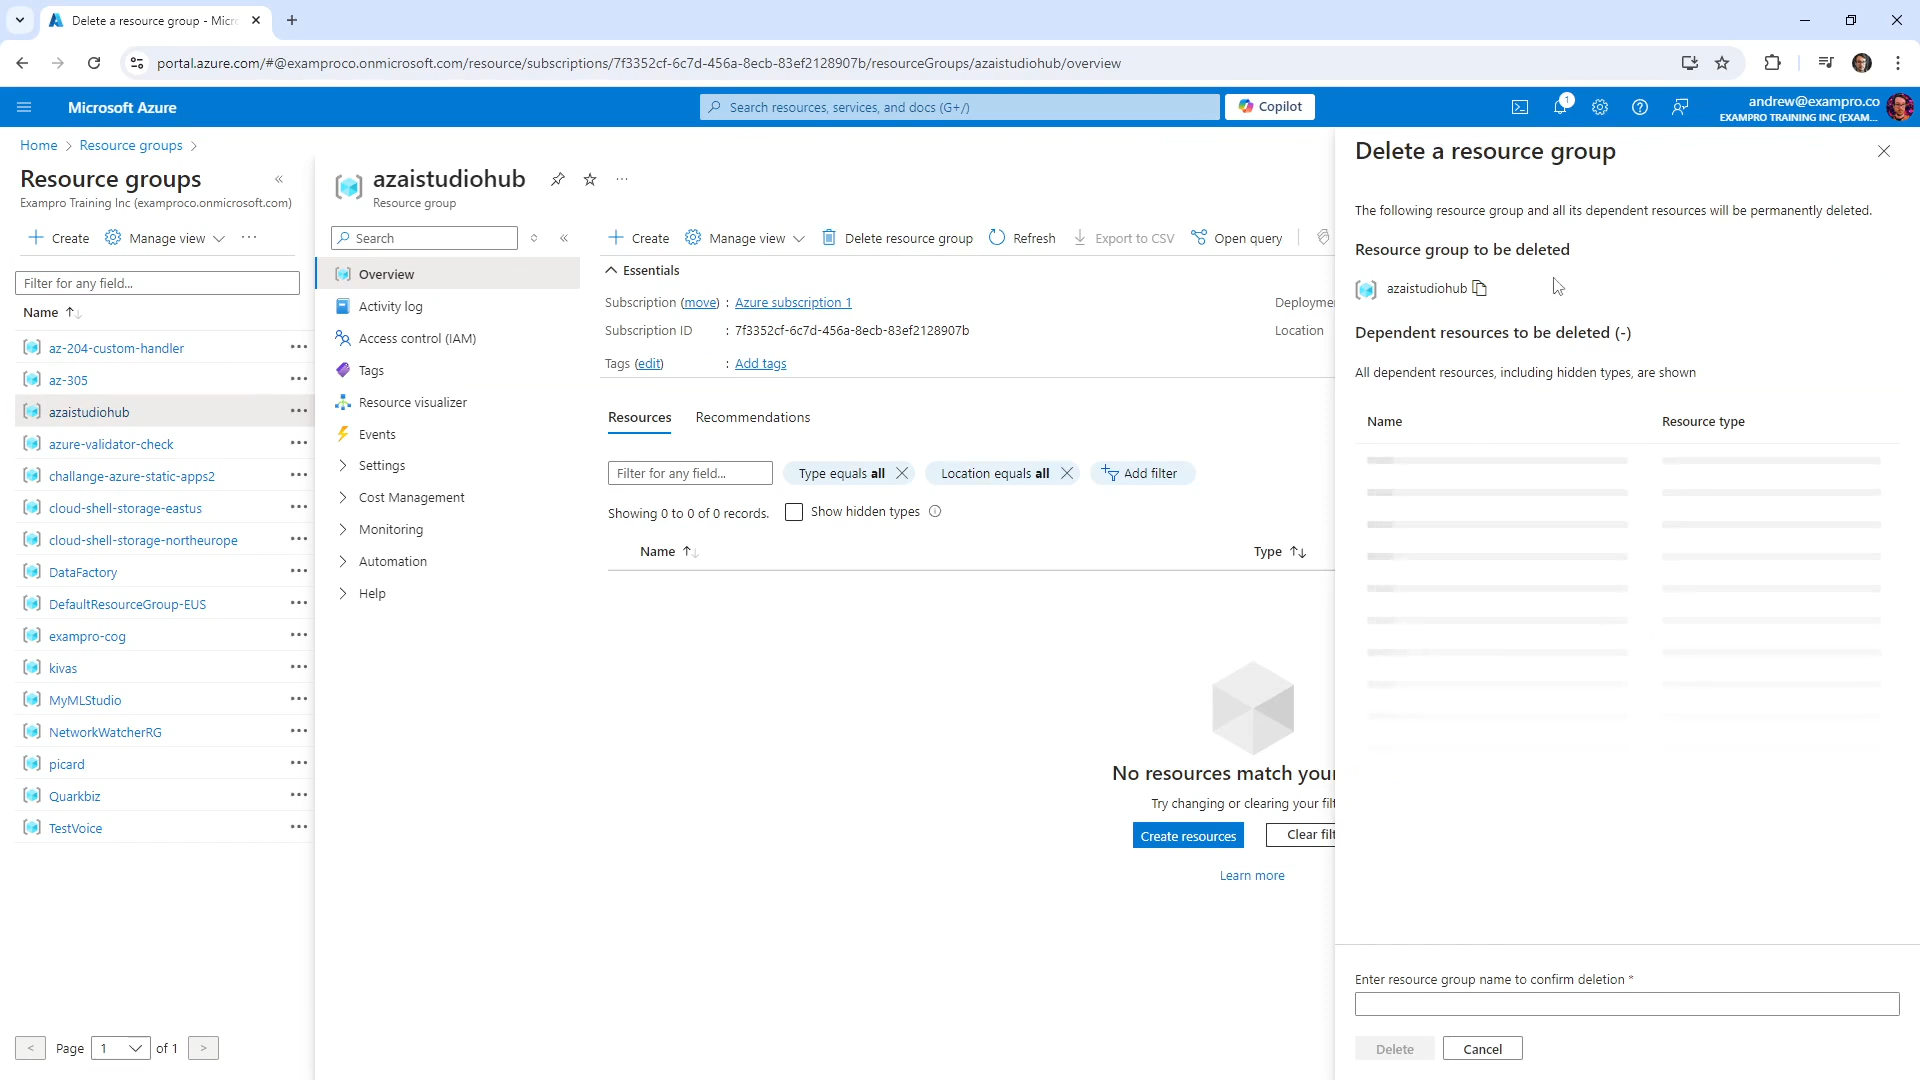 Delete a resource group - Micr
portal.azure.com/#@examproco.onmicrosoft.com/resource/subscriptions/7f3352cf-6c7d-456a-8ecb-83ef2128907b/resourceGroups/azaistudiohub/overview
Microsoft Azure
Search resources, services, and docs (G+/)
Copilot
1
andrew@exampro.co
EXAMPRO TRAINING INC (EXAM...
Home > Resource groups >
Resource groups
Exampro Training Inc (examproco.onmicrosoft.com)
Create
Manage view
Filter for any field...
Name
az-204-custom-handler
az-305
azaistudiohub
azure-validator-check
challange-azure-static-apps2
cloud-shell-storage-eastus
cloud-shell-storage-northeurope
DataFactory
DefaultResourceGroup-EUS
exampro-cog
kivas
MyMLStudio
NetworkWatcherRG
picard
Quarkbiz
TestVoice
< Page 1 of 1 >
azaistudiohub
Resource group
Search
Overview
Activity log
Access control (IAM)
Tags
Resource visualizer
Events
Settings
Cost Management
Monitoring
Automation
Help
Create
Manage view
Delete resource group
Refresh
Export to CSV
Open query
Essentials
Subscription (move) : Azure subscription 1
Subscription ID : 7f3352cf-6c7d-456a-8ecb-83ef2128907b
Tags (edit) : Add tags
Deployme
Location
Resources
Recommendations
Filter for any field...
Type equals all
Location equals all
Add filter
Showing 0 to 0 of 0 records.
Show hidden types
Name
Type
No resources match your
Try changing or clearing your filt
Create resources
Clear filt
Learn more
Delete a resource group
The following resource group and all its dependent resources will be permanently deleted.
Resource group to be deleted
azaistudiohub
Dependent resources to be deleted (-)
All dependent resources, including hidden types, are shown
Name
Resource type
Enter resource group name to confirm deletion *
Delete
Cancel